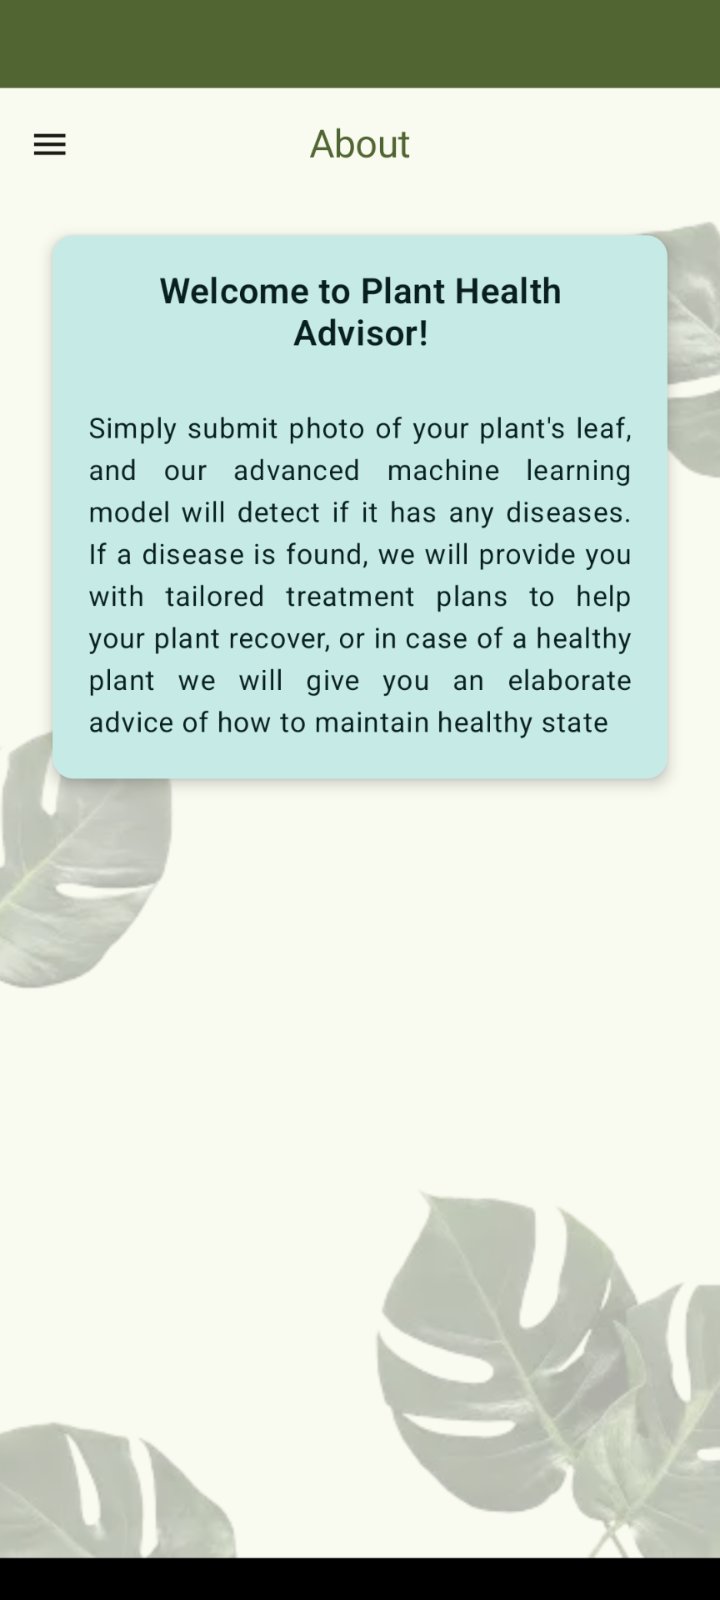 About
Welcome to Plant Health
Advisor!
Simply submit photo of your plant's leaf,
and our advanced machine learning
model will detect if it has any diseases.
If a disease is found, we will provide you
with tailored treatment plans to help
your plant recover, or in case of a healthy
plant we will give you an elaborate
advice of how to maintain healthy state